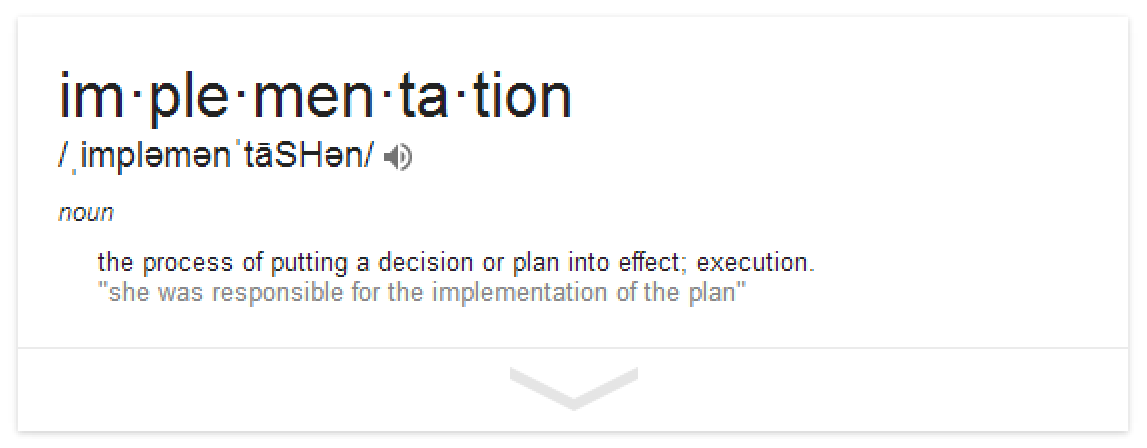 im·ple·men·ta·tion
/ˌimpləmənˈtāSHən/
noun
the process of putting a decision or plan into effect; execution.
"she was responsible for the implementation of the plan"